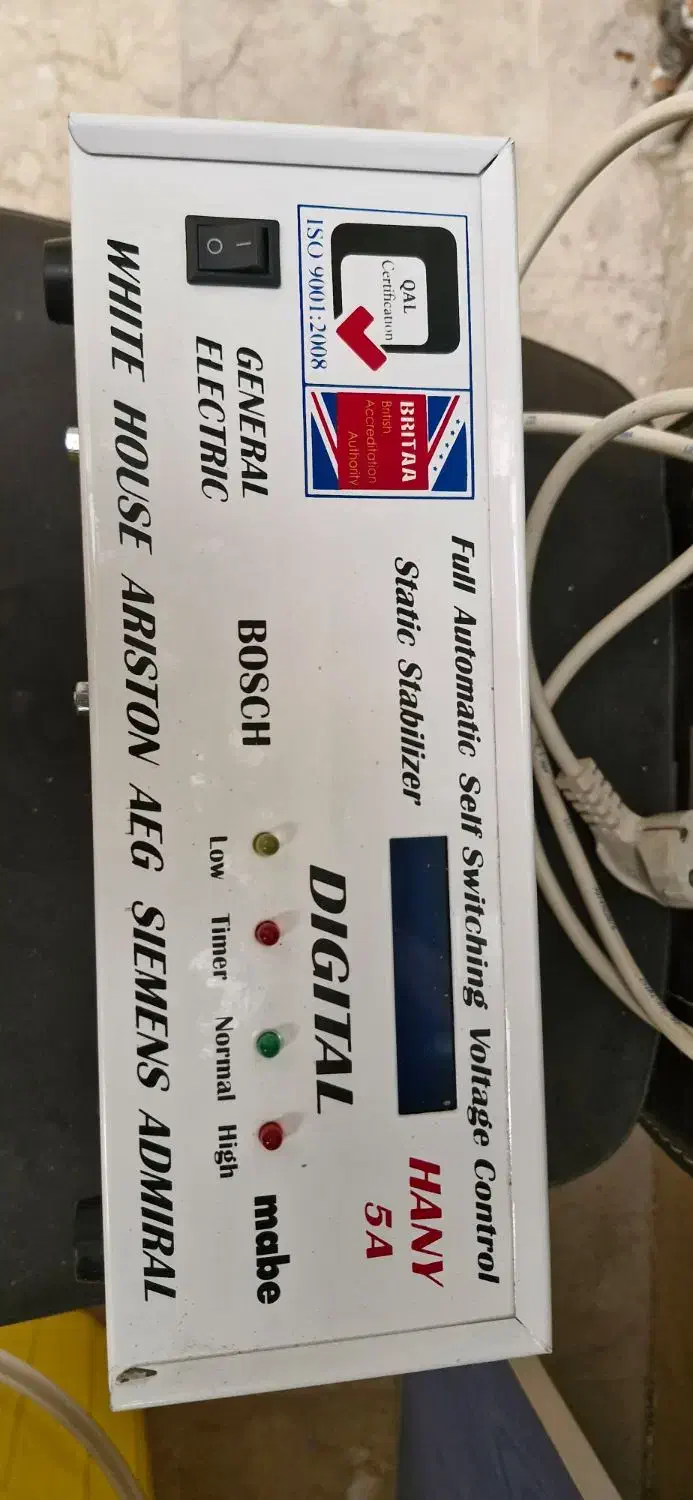 Full Automatic Self Switching Voltage Control
Static Stabilizer
HANY
5A
QAL
Certification
ISO 9001:2008
BRITAA
British
Accreditation
Authority
DIGITAL
GENERAL
ELECTRIC
BOSCH
mabe
Low Timer Normal High
WHITE HOUSE ARISTON AEG SIEMENS ADMIRAL